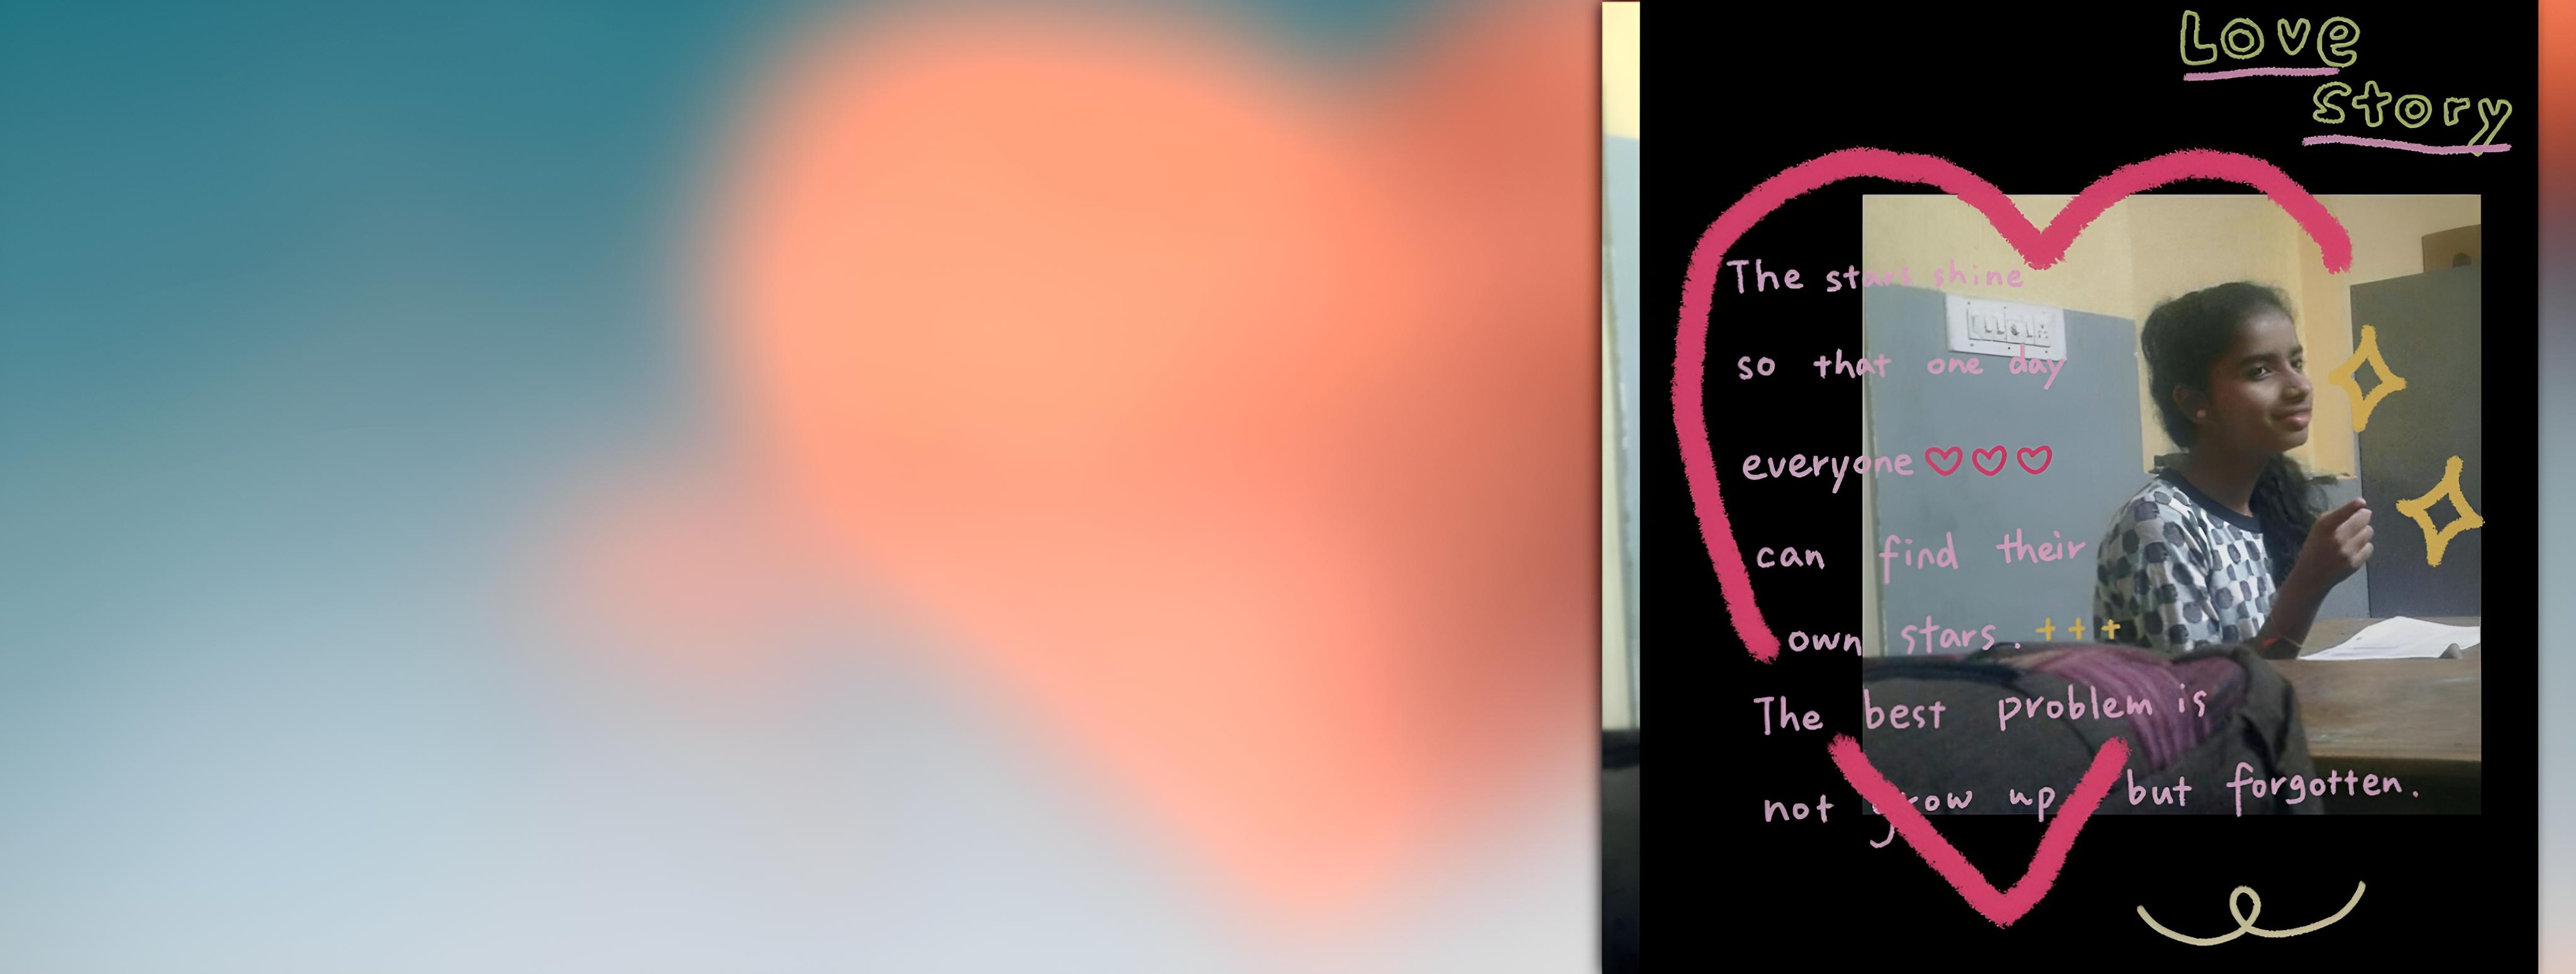 Love
Story
The stars shine
so that one day
everyone ♡♡♡
can find their
own stars. +++
The best problem is
not grow up but forgotten.